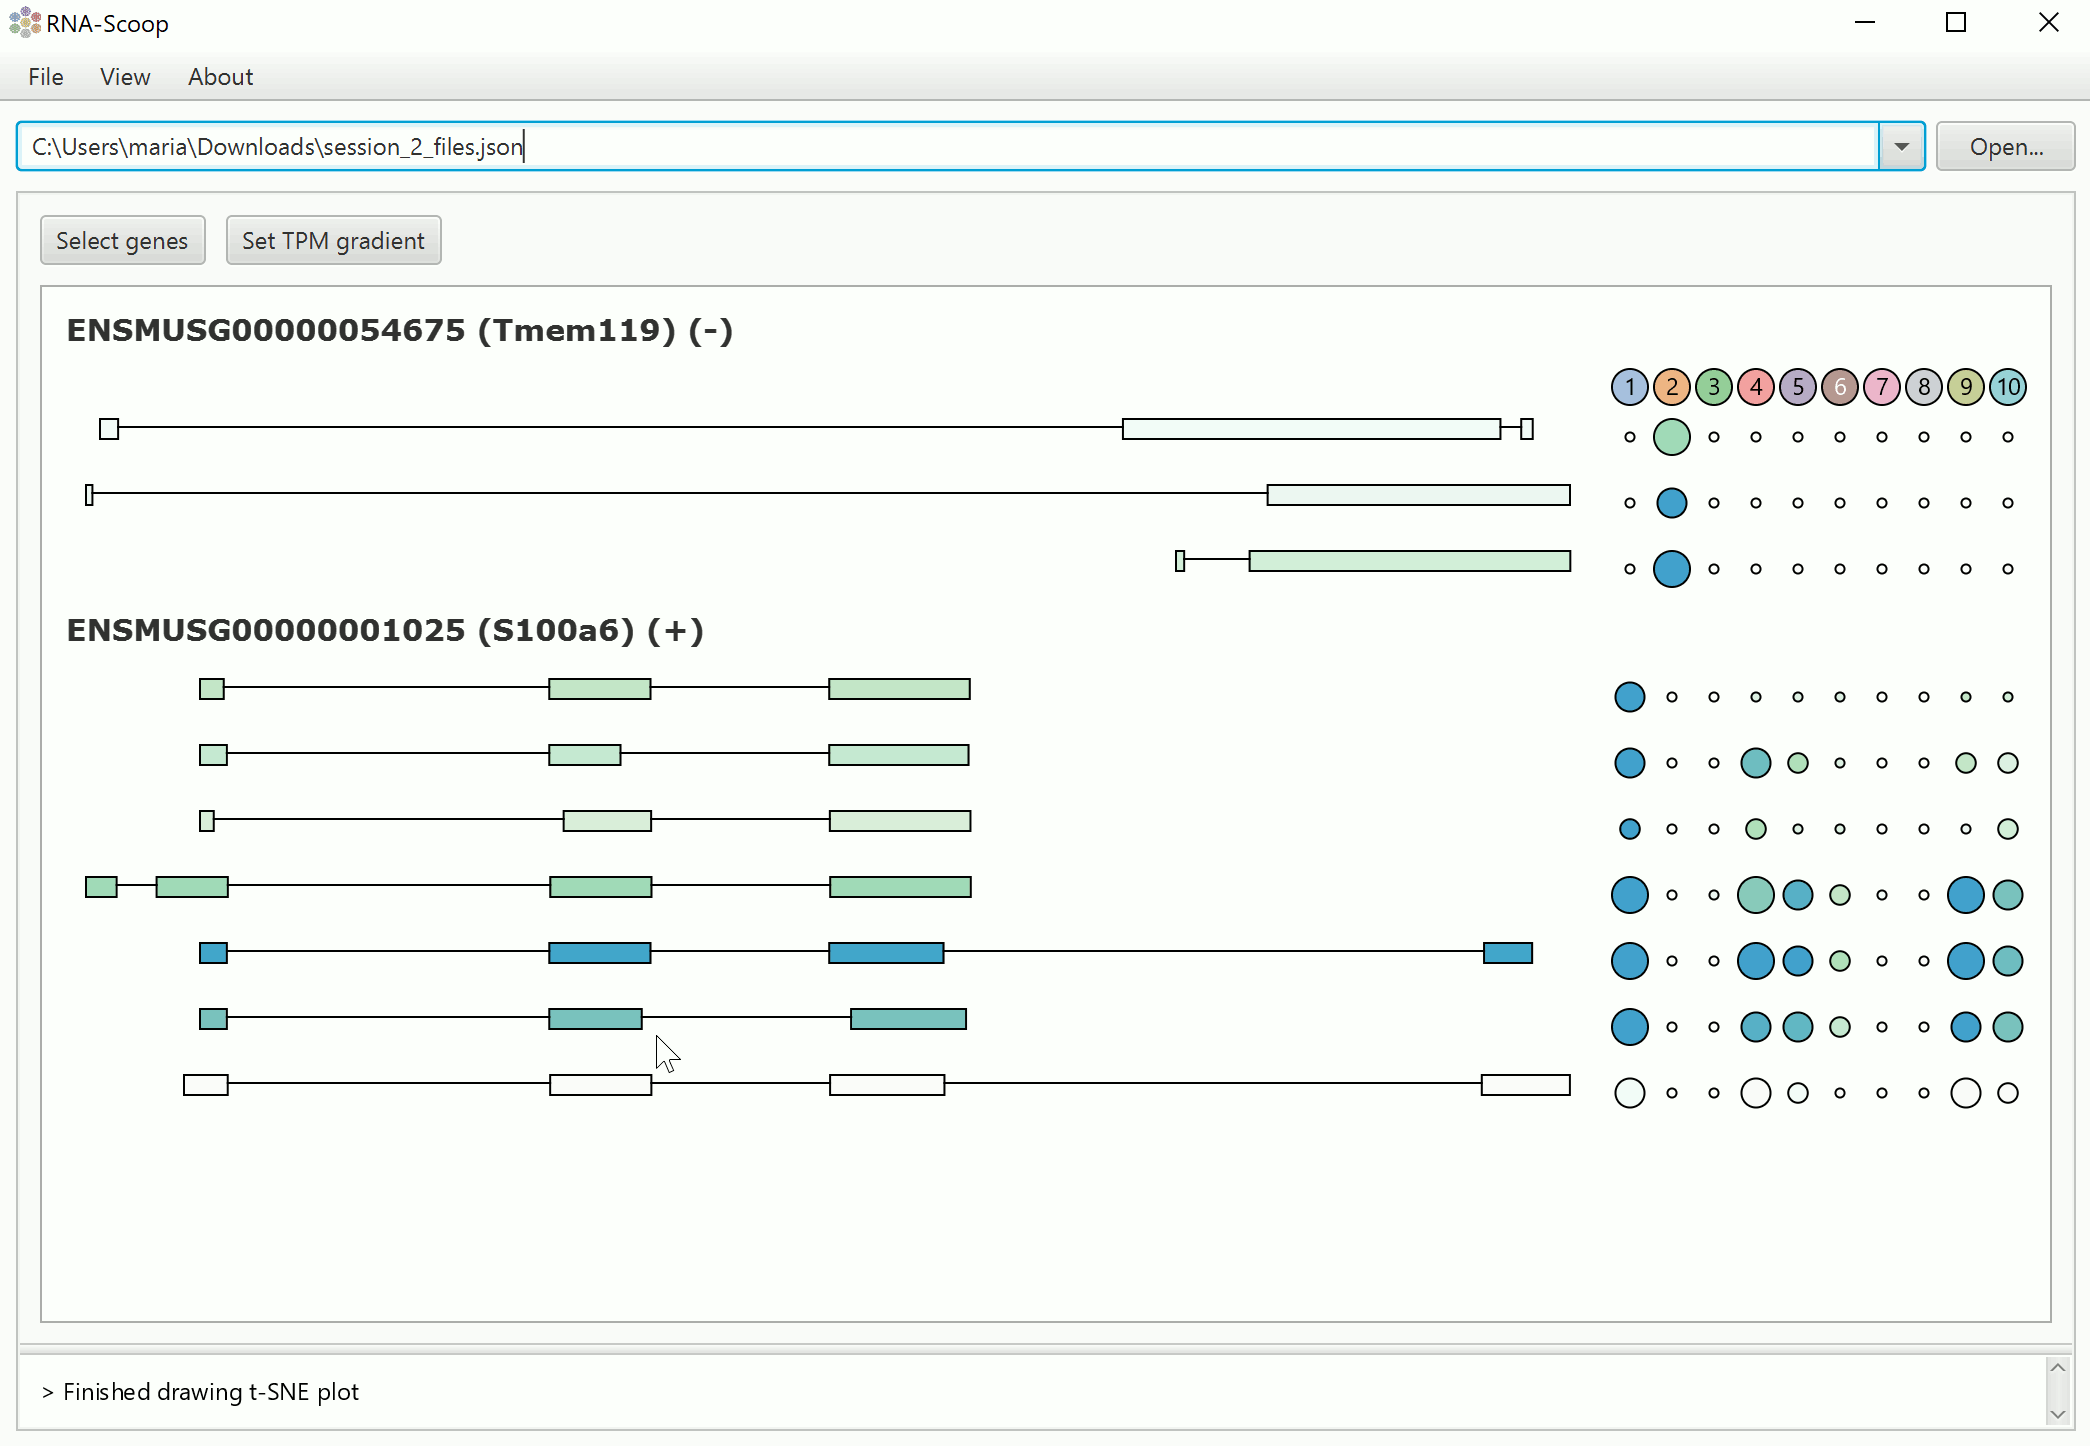 RNA-Scoop
File View About
C:\Users\maria\Downloads\session_2_files.json
Open...
Select genes Set TPM gradient
ENSMUSG00000054675 (Tmem119) (-)
1 2 3 4 5 6 7 8 9 10
ENSMUSG00000001025 (S100a6) (+)
> Finished drawing t-SNE plot